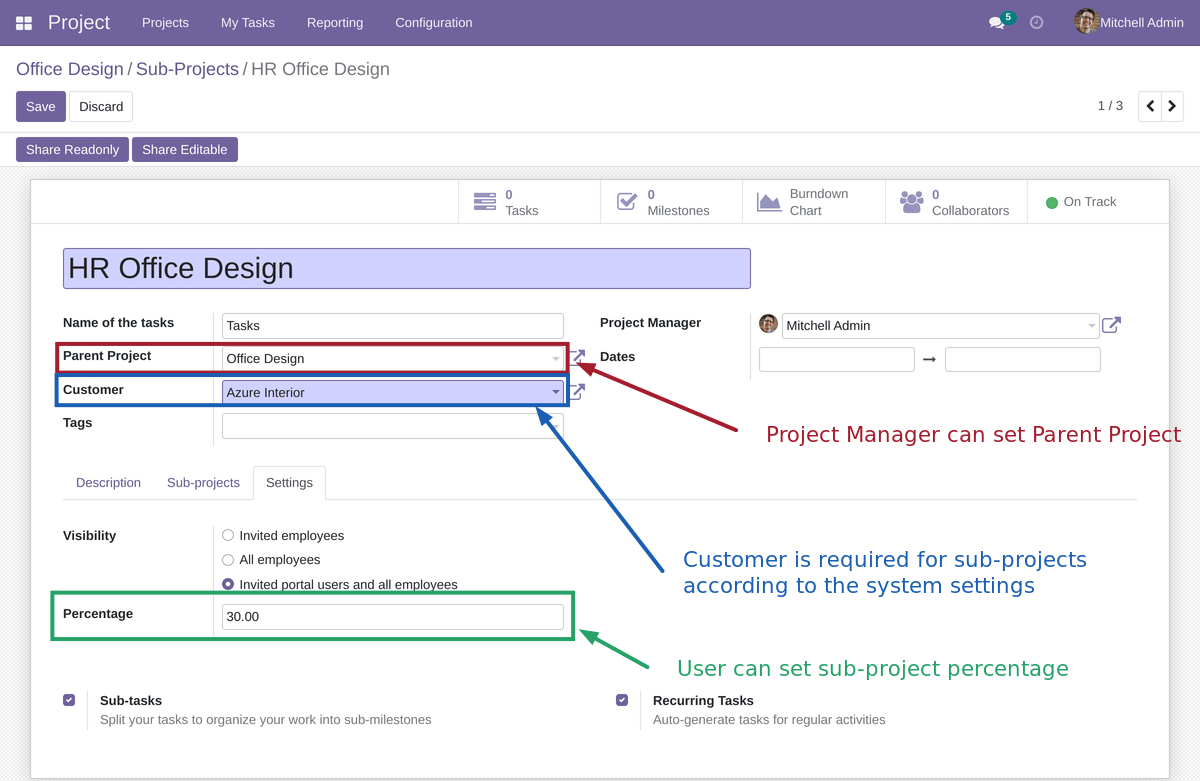 Project Projects My Tasks Reporting Configuration 5 Mitchell Admin
Office Design / Sub-Projects / HR Office Design
Save Discard 1 / 3
Share Readonly Share Editable
0 Tasks
0 Milestones
Burndown Chart
0 Collaborators
On Track
HR Office Design
Name of the tasks Tasks
Project Manager Mitchell Admin
Parent Project Office Design
Dates
Customer Azure Interior
Tags
Project Manager can set Parent Project
Description Sub-projects Settings
Visibility Invited employees
All employees
Invited portal users and all employees
Customer is required for sub-projects
according to the system settings
Percentage 30.00
User can set sub-project percentage
Sub-tasks
Split your tasks to organize your work into sub-milestones
Recurring Tasks
Auto-generate tasks for regular activities